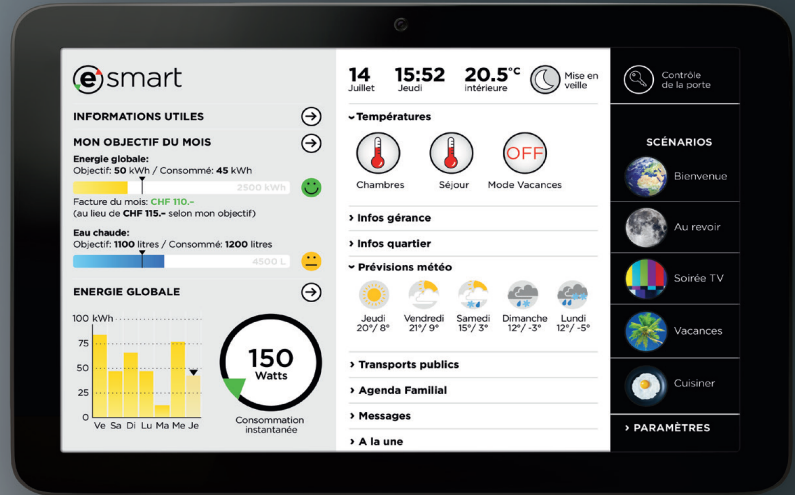 e smart
INFORMATIONS UTILES
MON OBJECTIF DU MOIS
Energie globale:
Objectif: 50 kWh / Consommé: 45 kWh
2500 kWh
Facture du mois: CHF 110.–
(au lieu de CHF 115.– selon mon objectif)
Eau chaude:
Objectif: 1100 litres / Consommé: 1200 litres
4500 L
ENERGIE GLOBALE
100 kWh
75
50
25
0
Ve Sa Di Lu Ma Me Je
150
Watts
Consommation
instantanée
14 15:52 20.5°C
Juillet Jeudi intérieure
Mise en
veille
Températures
OFF
Chambres Séjour Mode Vacances
Infos gérance
Infos quartier
Prévisions météo
Jeudi Vendredi Samedi Dimanche Lundi
20°/ 8° 21°/ 9° 15°/ 3° 12°/ -3° 12°/ -5°
Transports publics
Agenda Familial
Messages
A la une
Contrôle
de la porte
SCÉNARIOS
Bienvenue
Au revoir
Soirée TV
Vacances
Cuisiner
PARAMÈTRES